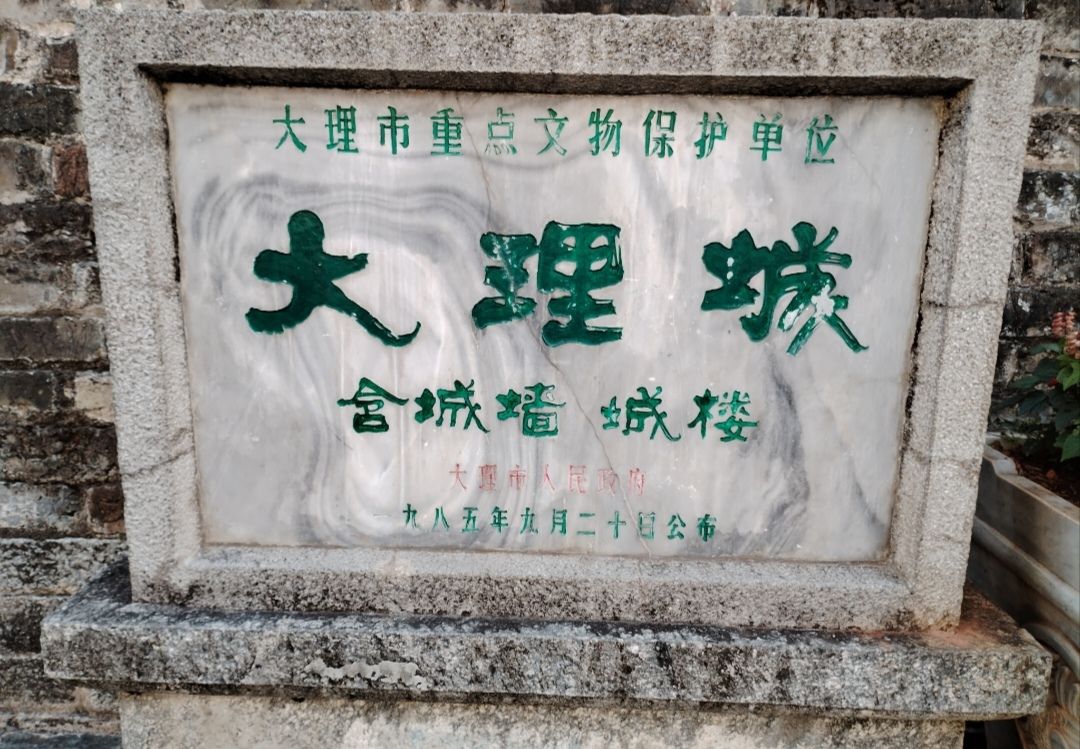 大理市重点文物保护单位
大理城
含城墙 城楼
大理市人民政府
一九八五年九月二十日公布